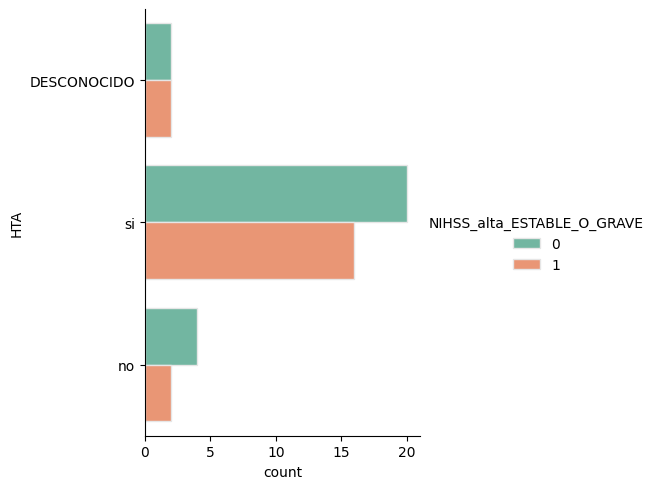 DESCONOCIDO
si
no
HTA
0
5
10
15
20
count
NIHSS_alta_ESTABLE_O_GRAVE
0
1